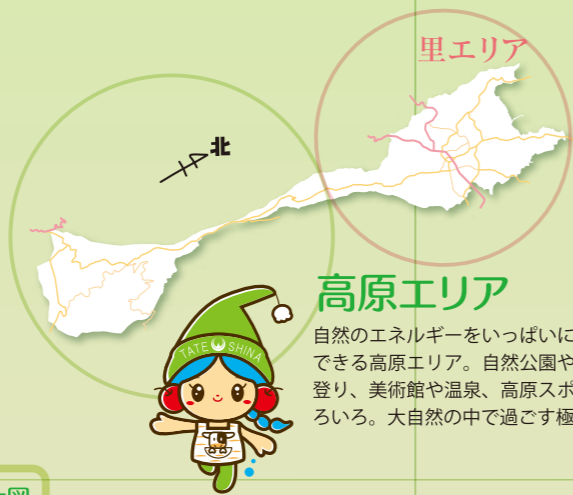 里エリア
北
高原エリア
自然のエネルギーをいっぱいに
できる高原エリア。自然公園や
登り、美術館や温泉、高原スポ
ろいろ。大自然の中で過ごす極
TATESHINA